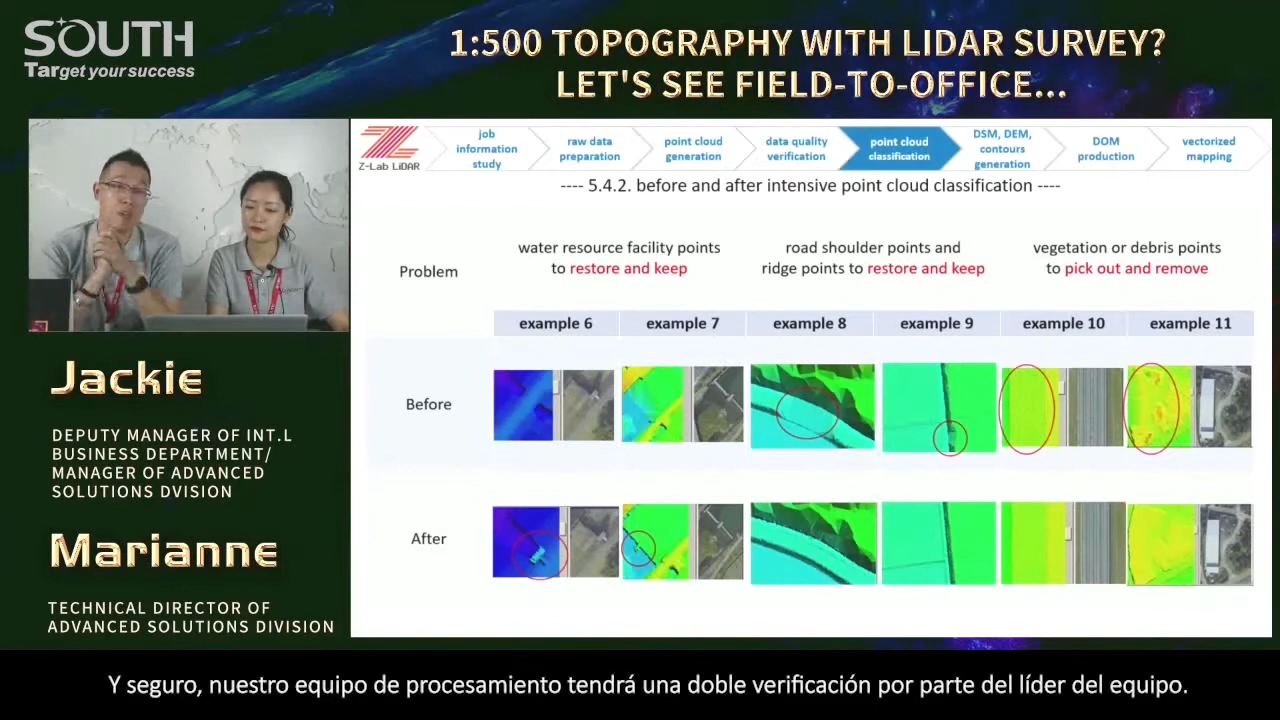 SOUTH
Target your success
1:500 TOPOGRAPHY WITH LIDAR SURVEY?
LET'S SEE FIELD-TO-OFFICE...
Z-Lab LiDAR
job
information
study
raw data
preparation
point cloud
generation
data quality
verification
point cloud
classification
DSM, DEM,
contours
generation
DOM
production
vectorized
mapping
---- 5.4.2. before and after intensive point cloud classification ----
Problem
water resource facility points
to restore and keep
road shoulder points and
ridge points to restore and keep
vegetation or debris points
to pick out and remove
example 6
example 7
example 8
example 9
example 10
example 11
Before
After
Jackie
DEPUTY MANAGER OF INT.L
BUSINESS DEPARTMENT/
MANAGER OF ADVANCED
SOLUTIONS DVISION
Marianne
TECHNICAL DIRECTOR OF
ADVANCED SOLUTIONS DIVISION
Y seguro, nuestro equipo de procesamiento tendrá una doble verificación por parte del líder del equipo.